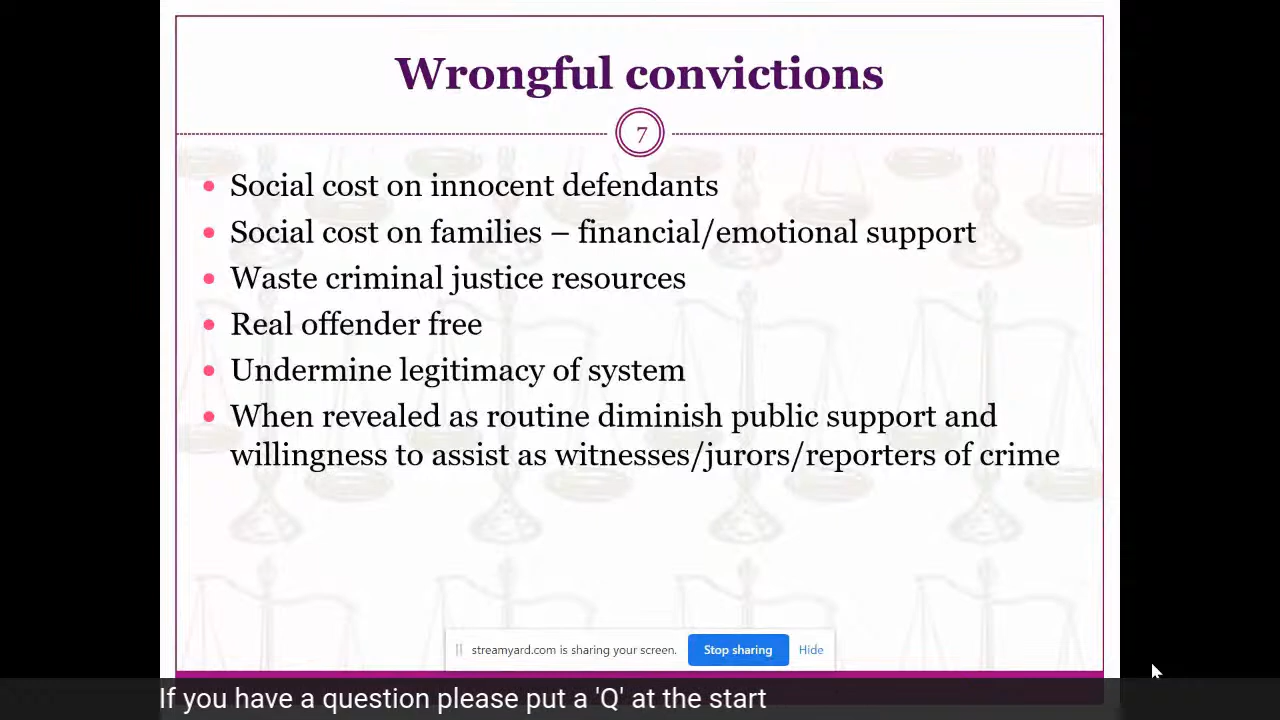 Wrongful convictions
7
Social cost on innocent defendants
Social cost on families – financial/emotional support
Waste criminal justice resources
Real offender free
Undermine legitimacy of system
When revealed as routine diminish public support and
willingness to assist as witnesses/jurors/reporters of crime
streamyard.com is sharing your screen. Stop sharing Hide
If you have a question please put a 'Q' at the start